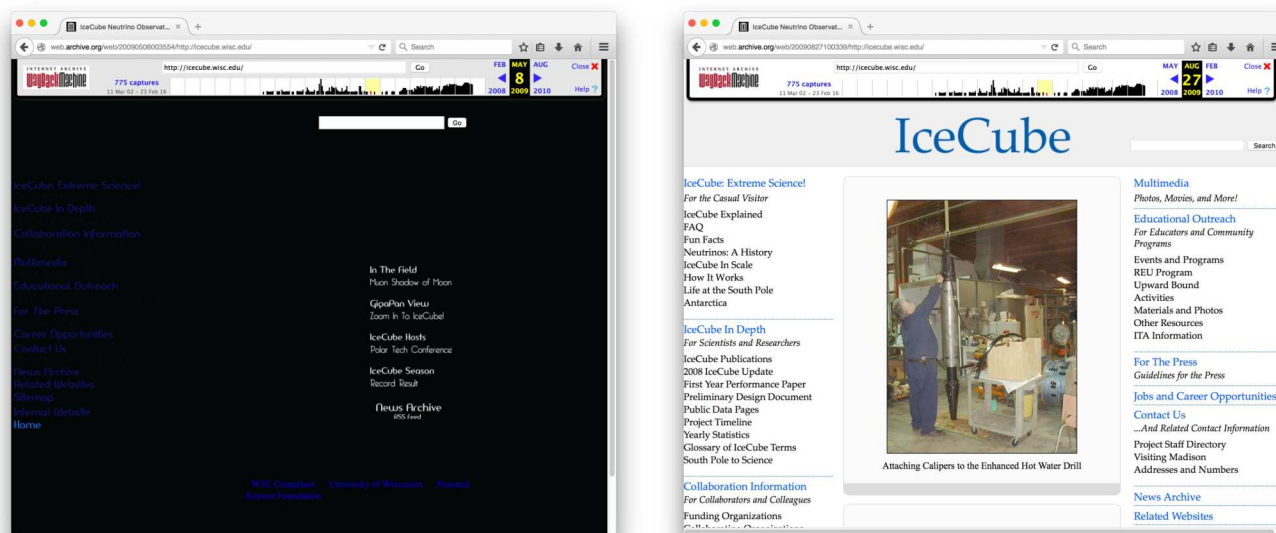 IceCube Neutrino Observat...
web.archive.org/web/20090508003554/http://icecube.wisc.edu/
Search
INTERNET ARCHIVE
WayBackMachine
http://icecube.wisc.edu/
Go
FEB MAY AUG
Close
775 captures
11 Mar 02 - 23 Feb 16
8
2008 2009 2010
Help ?
Go
IceCube: Extreme Science!
IceCube In Depth
Collaboration Information
Multimedia
Educational Outreach
For The Press
Career Opportunities
Contact Us
News Archive
Related Websites
Sitemap
Internal Website
Home
In The Field
Muon Shadow of Moon
GigaPan View
Zoom In To IceCube!
IceCube Hosts
Polar Tech Conference
IceCube Season
Record Result
News Archive
RSS Feed
W3C Compliant University of Wisconsin National
Science Foundation
IceCube Neutrino Observat...
web.archive.org/web/20090827100339/http://icecube.wisc.edu/
Search
INTERNET ARCHIVE
WayBackMachine
http://icecube.wisc.edu/
Go
MAY AUG FEB
Close
775 captures
11 Mar 02 - 23 Feb 16
27
2008 2009 2010
Help ?
IceCube
Search
IceCube: Extreme Science!
For the Casual Visitor
IceCube Explained
FAQ
Fun Facts
Neutrinos: A History
IceCube In Scale
How It Works
Life at the South Pole
Antarctica
IceCube In Depth
For Scientists and Researchers
IceCube Publications
2008 IceCube Update
First Year Performance Paper
Preliminary Design Document
Public Data Pages
Project Timeline
Yearly Statistics
Glossary of IceCube Terms
South Pole to Science
Collaboration Information
For Collaborators and Colleagues
Funding Organizations
Collaborating Organizations
Attaching Calipers to the Enhanced Hot Water Drill
Multimedia
Photos, Movies, and More!
Educational Outreach
For Educators and Community
Programs
Events and Programs
REU Program
Upward Bound
Activities
Materials and Photos
Other Resources
ITA Information
For The Press
Guidelines for the Press
Jobs and Career Opportunities
Contact Us
...And Related Contact Information
Project Staff Directory
Visiting Madison
Addresses and Numbers
News Archive
Related Websites